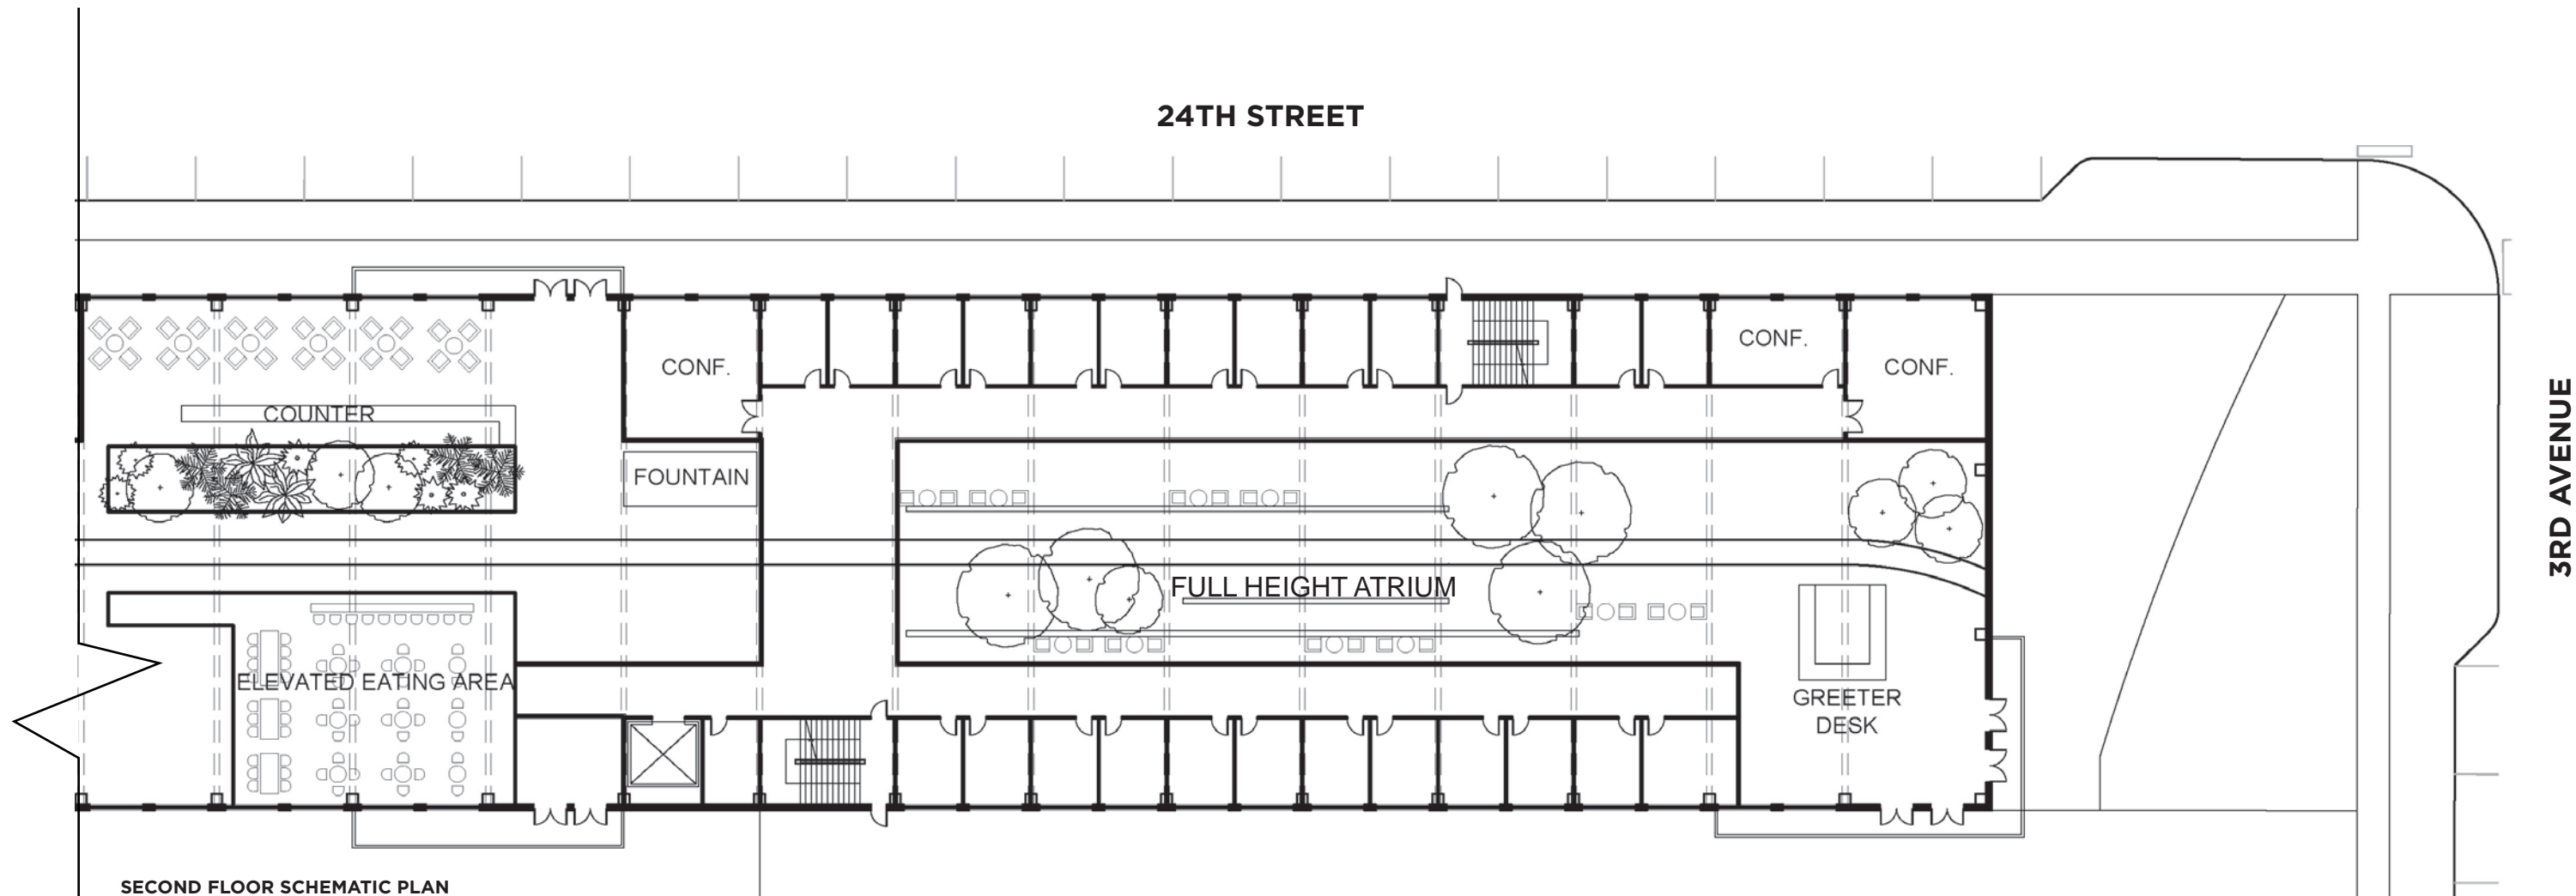 24TH STREET
3RD AVENUE
CONF.
CONF.
CONF.
COUNTER
FOUNTAIN
FULL HEIGHT ATRIUM
ELEVATED EATING AREA
GREETER
DESK
SECOND FLOOR SCHEMATIC PLAN